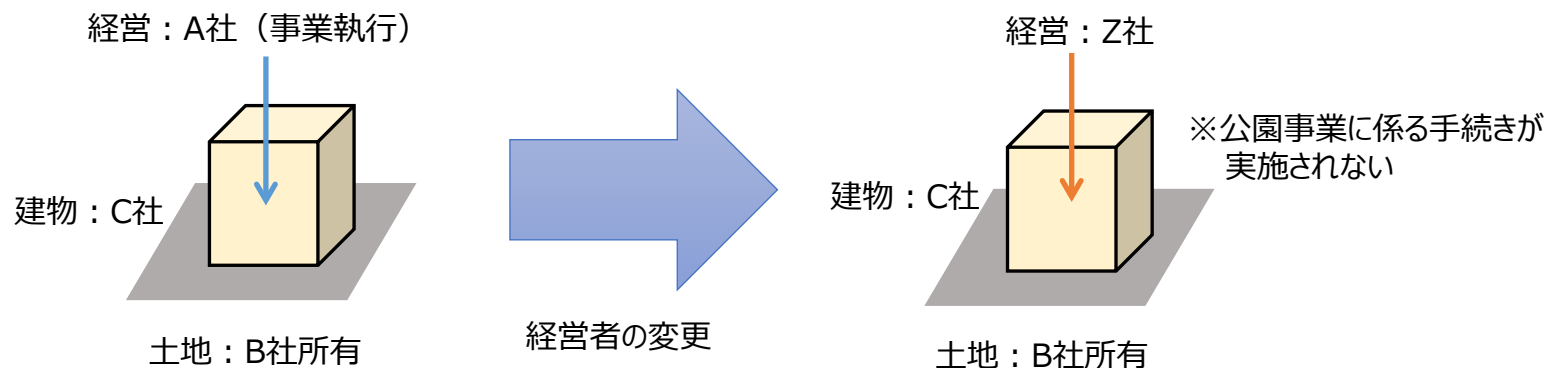 経営：A社（事業執行）
建物：C社
土地：B社所有
経営者の変更
経営：Z社
※公園事業に係る手続きが
実施されない
建物：C社
土地：B社所有